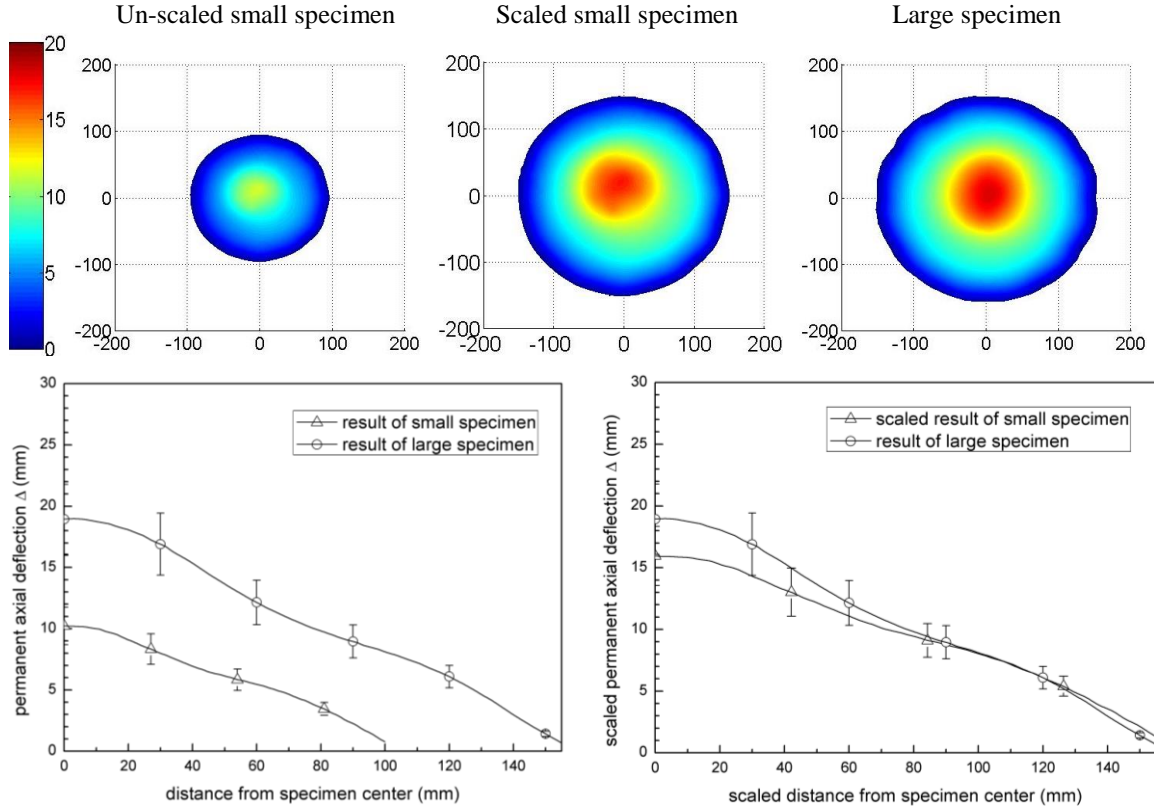 Un-scaled small specimen
Scaled small specimen
Large specimen
20
15
10
5
0
200
100
0
-100
-200
-200 -100 0 100 200
200
100
0
-100
-200
-200 -100 0 100 200
200
100
0
-100
-200
-200 -100 0 100 200
30
25
20
15
10
5
0
permanent axial deflection Δ (mm)
result of small specimen
result of large specimen
0 20 40 60 80 100 120 140
distance from specimen center (mm)
30
25
20
15
10
5
0
scaled permanent axial deflection Δ (mm)
scaled result of small specimen
result of large specimen
0 20 40 60 80 100 120 140
scaled distance from specimen center (mm)